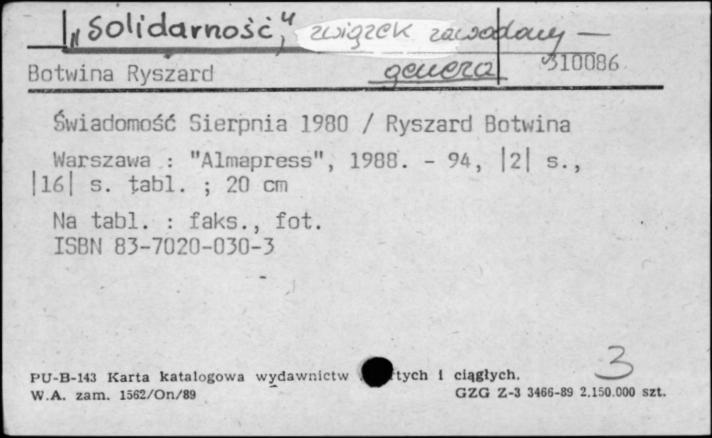 „Solidarność,” związek zawodowy —
Botwina Ryszard geneza 310086
Świadomość Sierpnia 1980 / Ryszard Botwina
Warszawa : "Almapress", 1988. - 94, |2| s.,
|16| s. tabl. ; 20 cm
Na tabl. : faks., fot.
ISBN 83-7020-030-3
3
PU-B-143 Karta katalogowa wydawnictw tych i ciągłych.
W.A. zam. 1562/On/89 GZG Z-3 3466-89 2.150.000 szt.